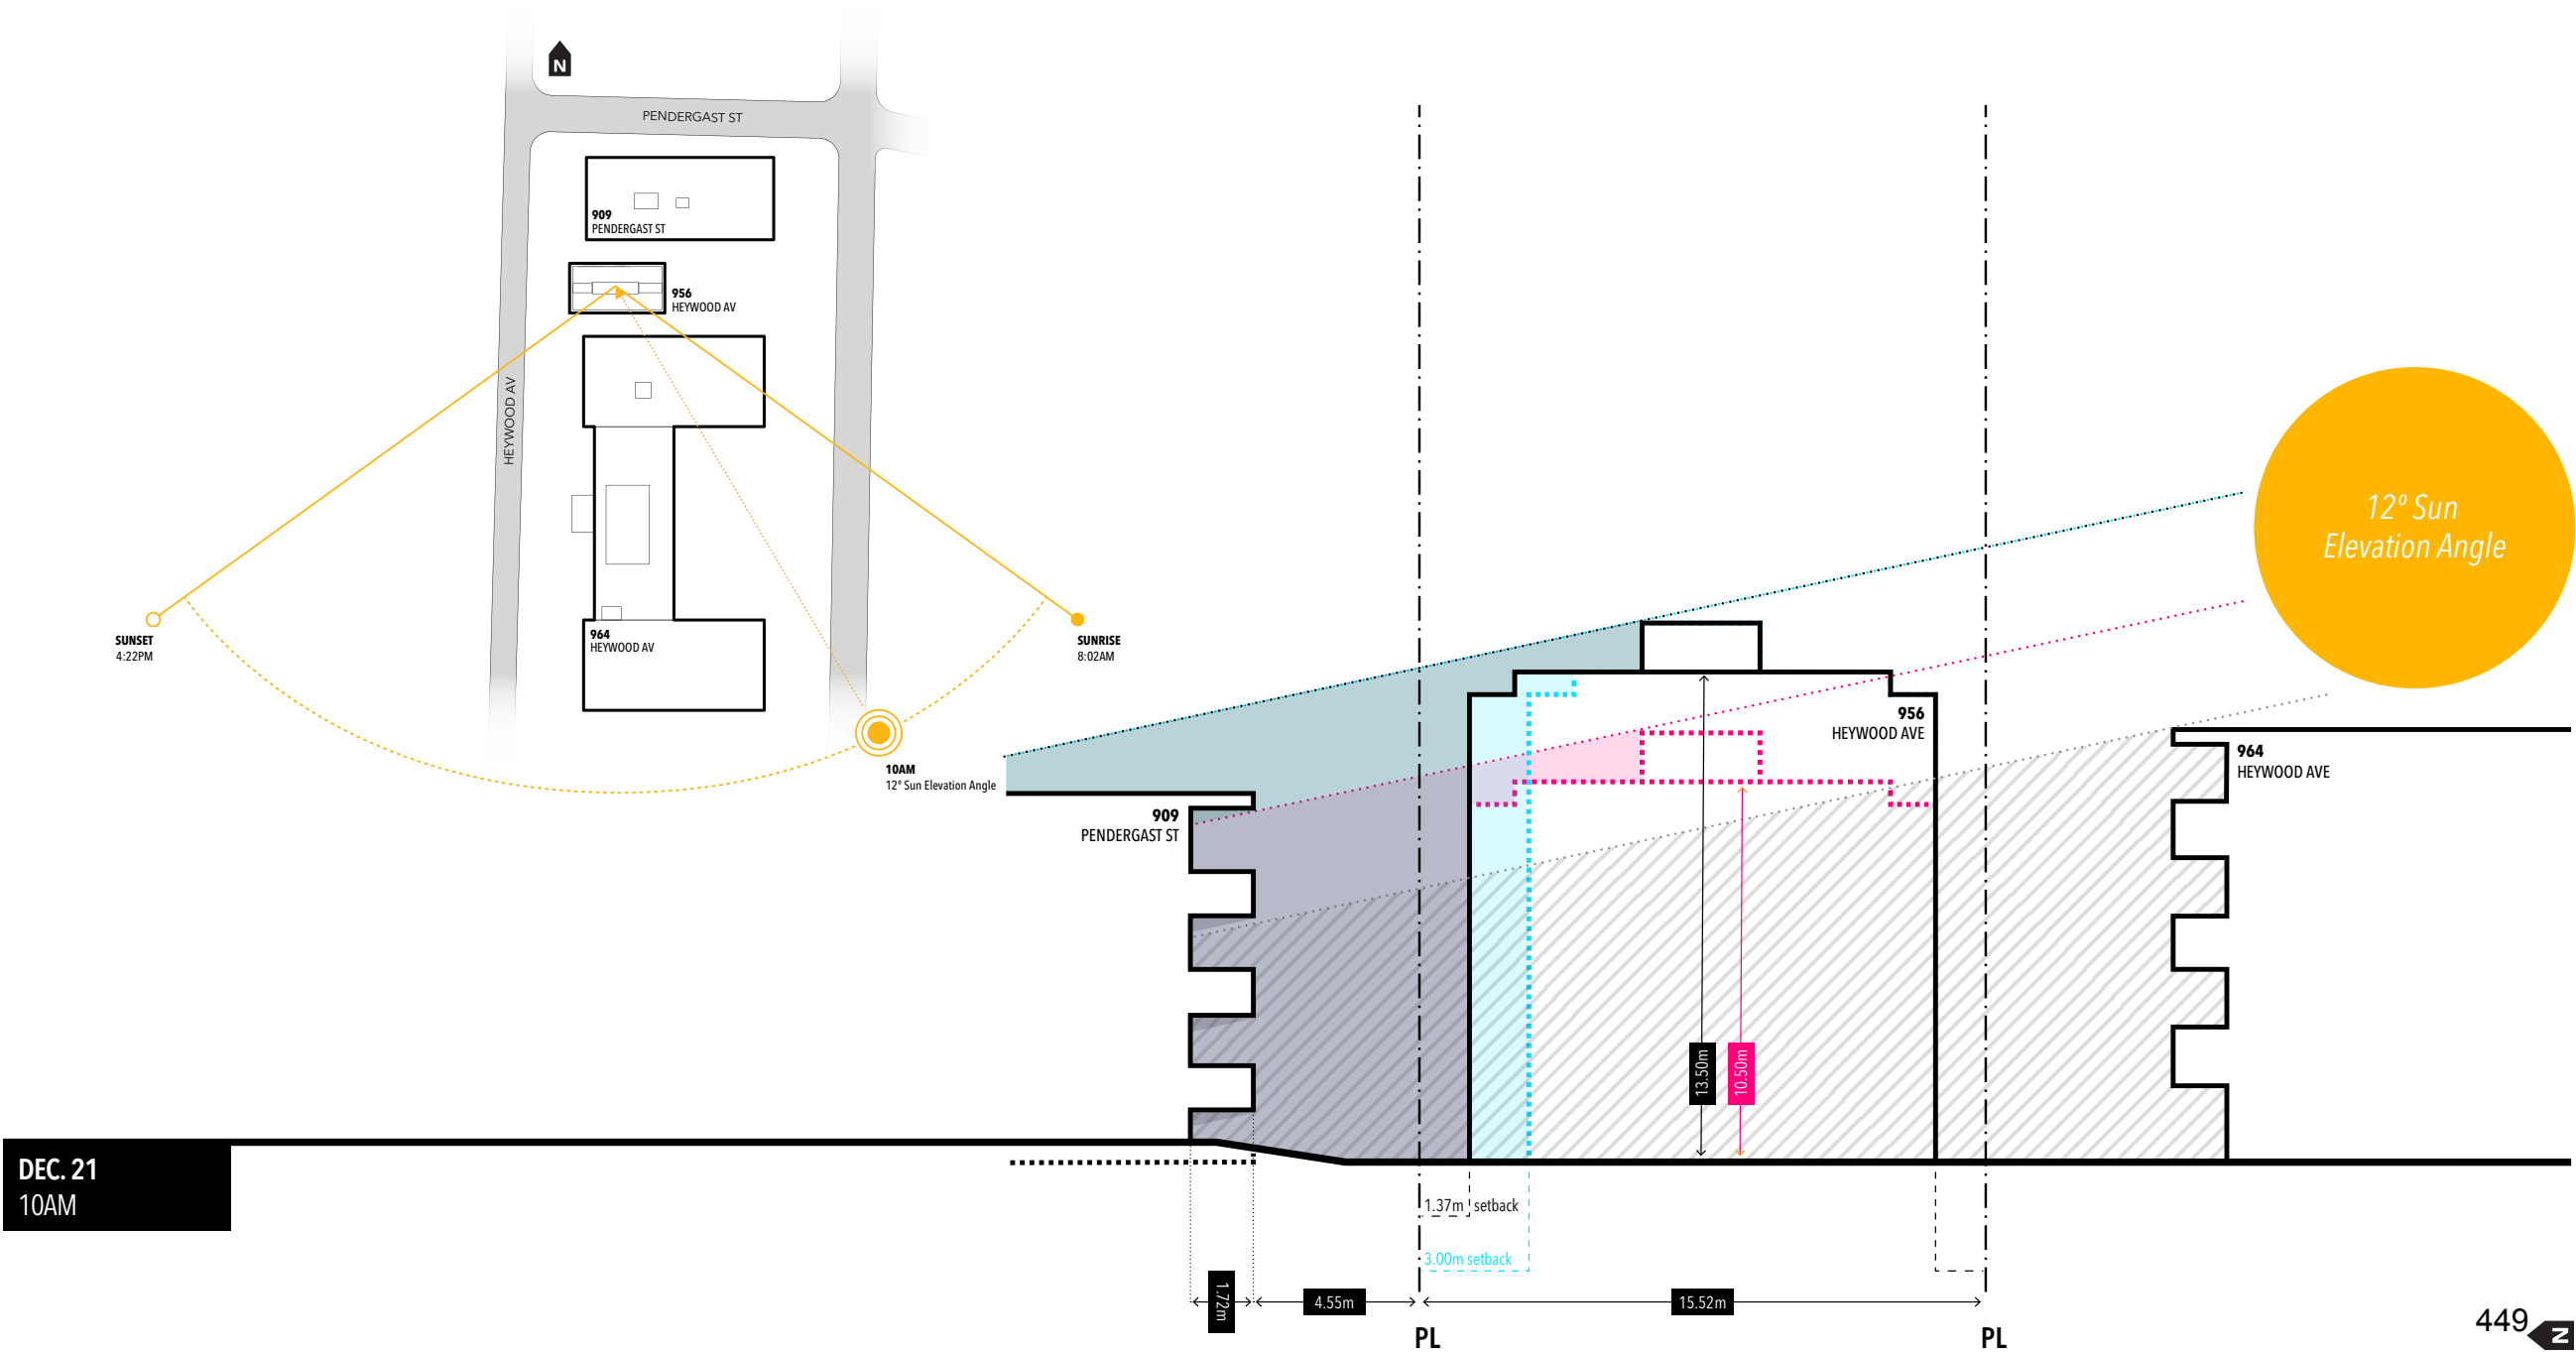 N
PENDERGAST ST
909
PENDERGAST ST
956
HEYWOOD AV
HEYWOOD AV
964
HEYWOOD AV
SUNSET
4:22PM
SUNRISE
8:02AM
10AM
12º Sun Elevation Angle
12º Sun
Elevation Angle
956
HEYWOOD AVE
964
HEYWOOD AVE
909
PENDERGAST ST
13.50m
10.50m
DEC. 21
10AM
1.37m setback
3.00m setback
1.72m
4.55m
15.52m
PL
PL
449
N